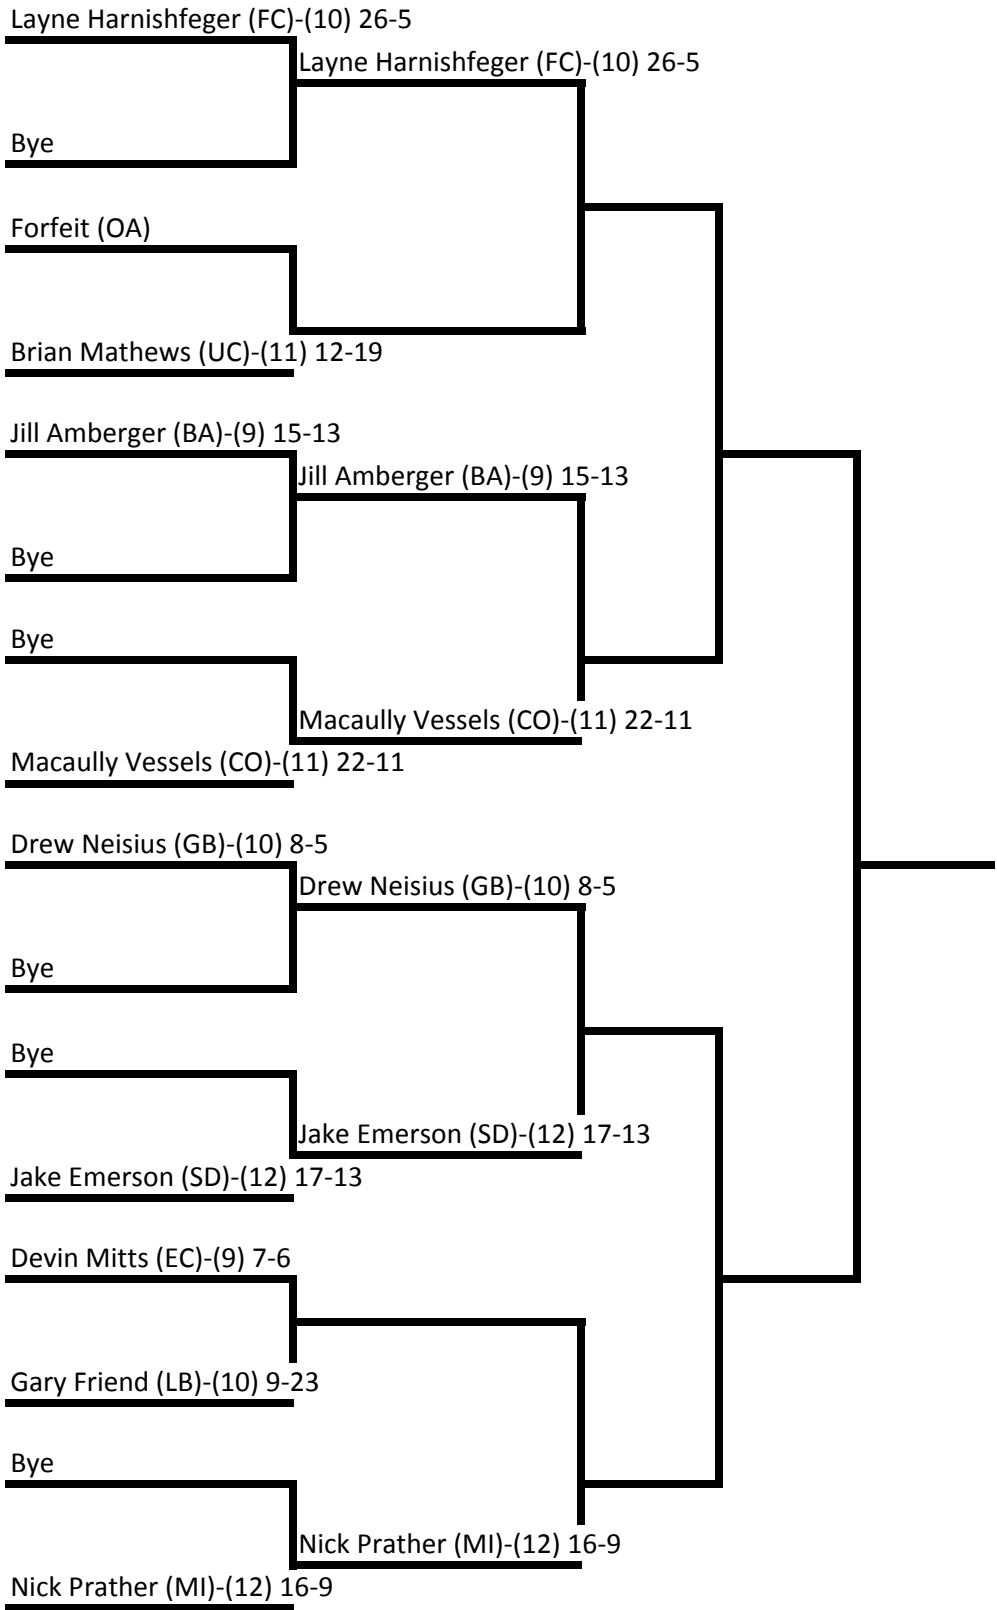 Layne Harnishfeger (FC)-(10) 26-5
Layne Harnishfeger (FC)-(10) 26-5
Bye
Forfeit (OA)
Brian Mathews (UC)-(11) 12-19
Jill Amberger (BA)-(9) 15-13
Jill Amberger (BA)-(9) 15-13
Bye
Bye
Macaully Vessels (CO)-(11) 22-11
Macaully Vessels (CO)-(11) 22-11
Drew Neisius (GB)-(10) 8-5
Drew Neisius (GB)-(10) 8-5
Bye
Bye
Jake Emerson (SD)-(12) 17-13
Jake Emerson (SD)-(12) 17-13
Devin Mitts (EC)-(9) 7-6
Gary Friend (LB)-(10) 9-23
Bye
Nick Prather (MI)-(12) 16-9
Nick Prather (MI)-(12) 16-9